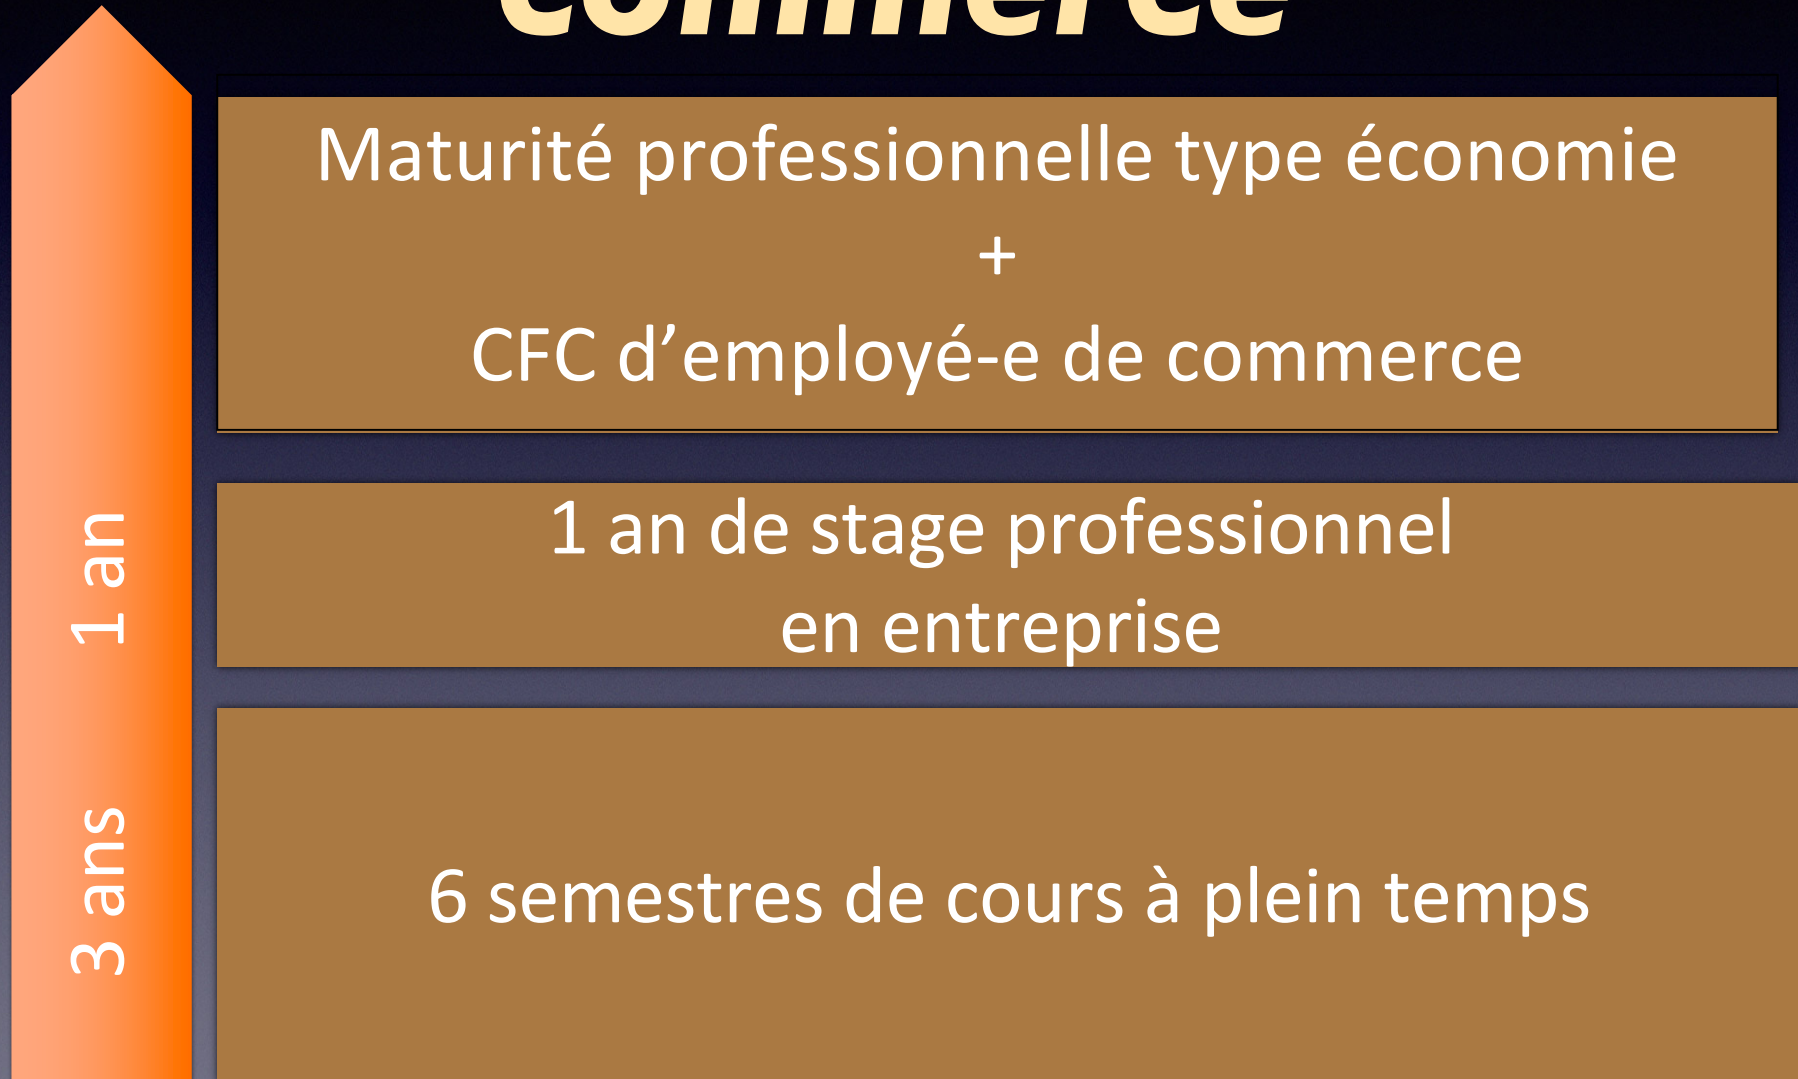 commerce
Maturité professionnelle type économie
+
CFC d’employé-e de commerce
1 an
1 an de stage professionnel
en entreprise
3 ans
6 semestres de cours à plein temps